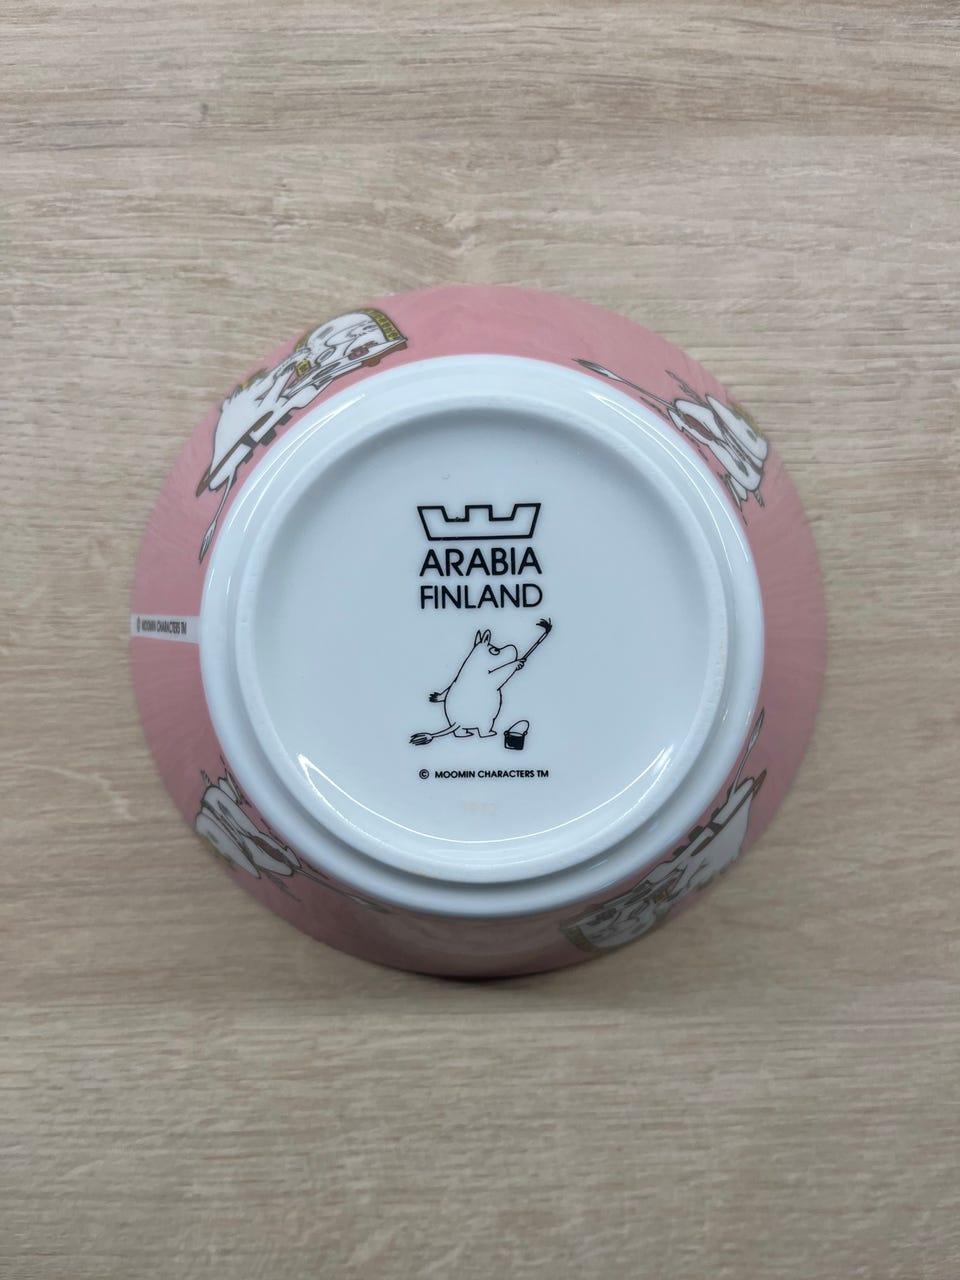 ARABIA
FINLAND
© MOOMIN CHARACTERS TM
© MOOMIN CHARACTERS TM